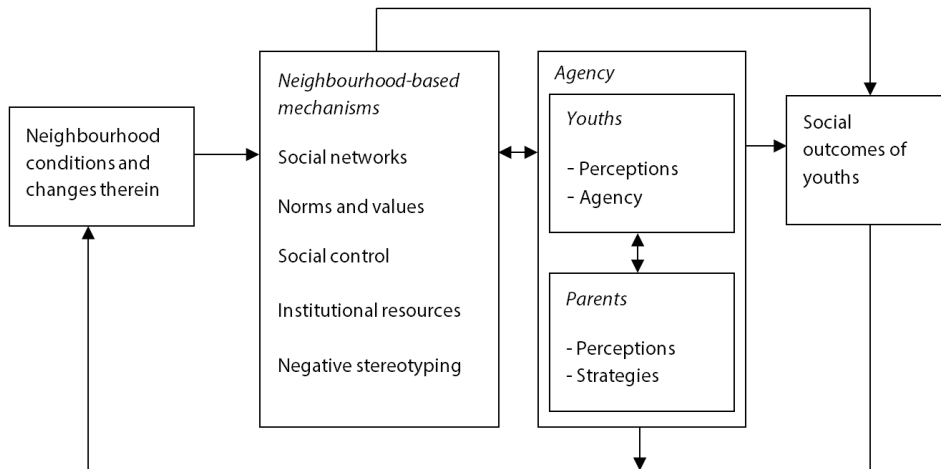 Neighbourhood
conditions and
changes therein
Neighbourhood-based
mechanisms
Social networks
Norms and values
Social control
Institutional resources
Negative stereotyping
Agency
Youths
- Perceptions
- Agency
Parents
- Perceptions
- Strategies
Social
outcomes of
youths